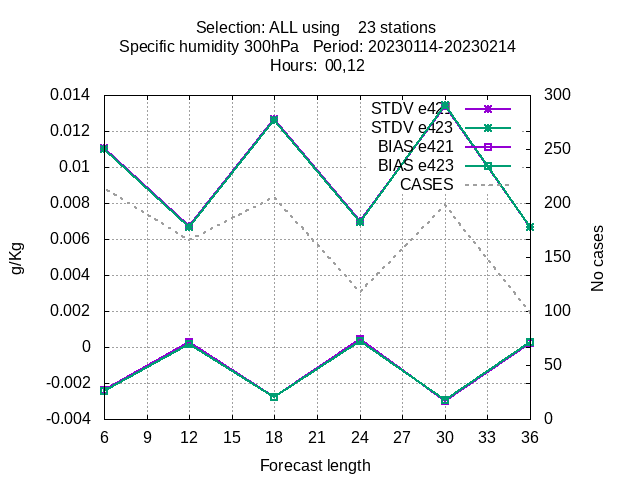 Selection: ALL using 23 stations
Specific humidity 300hPa Period: 20230114-20230214
Hours: 00,12
0.014
0.012
0.01
0.008
0.006
0.004
0.002
0
-0.002
-0.004
g/Kg
STDV e421
STDV e423
BIAS e421
BIAS e423
CASES
300
250
200
150
100
50
0
No cases
6 9 12 15 18 21 24 27 30 33 36
Forecast length